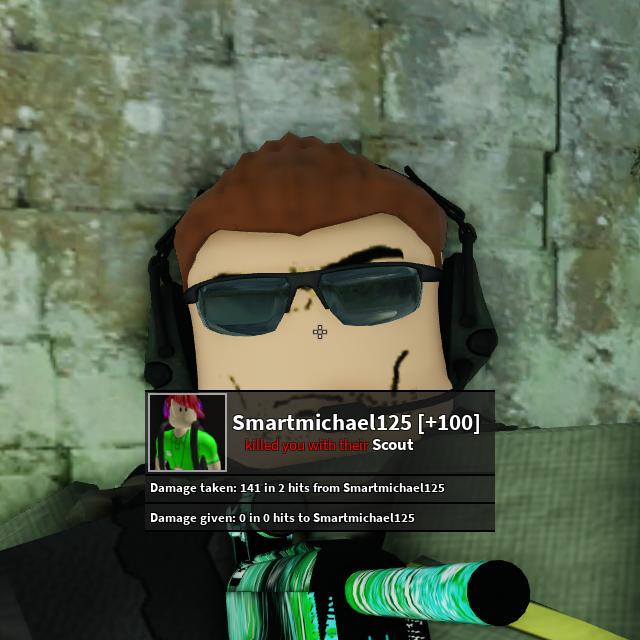 Smartmichael125 [+100]
killed you with their Scout
Damage taken: 141 in 2 hits from Smartmichael125
Damage given: 0 in 0 hits to Smartmichael125